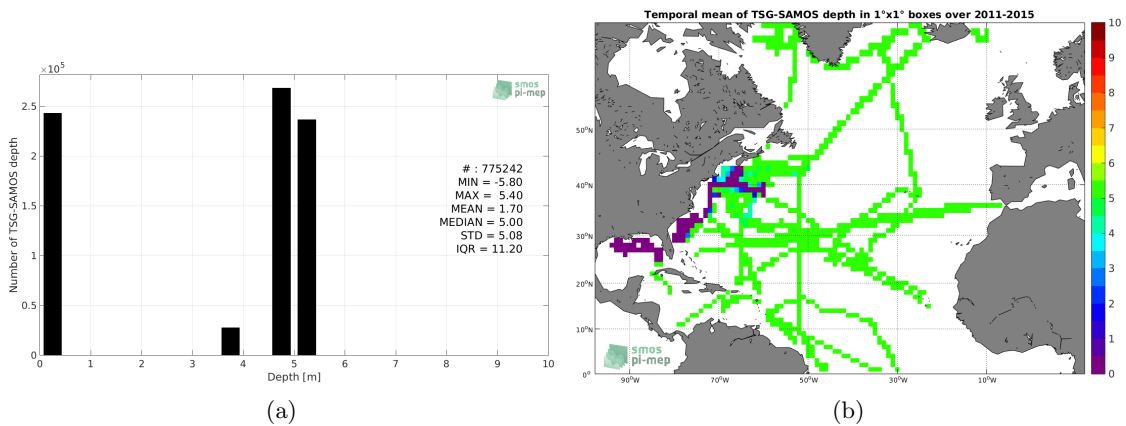 ×10⁵
2.5
2
1.5
1
0.5
0
0 1 2 3 4 5 6 7 8 9 10
Depth [m]
Number of TSG-SAMOS depth
smos
pi-mep
# : 775242
MIN = -5.80
MAX = 5.40
MEAN = 1.70
MEDIAN = 5.00
STD = 5.08
IQR = 11.20
(a)
Temporal mean of TSG-SAMOS depth in 1°x1° boxes over 2011-2015
50°N
40°N
30°N
20°N
10°N
0°
90°W 70°W 50°W 30°W 10°W
smos
pi-mep
10
9
8
7
6
5
4
3
2
1
0
(b)